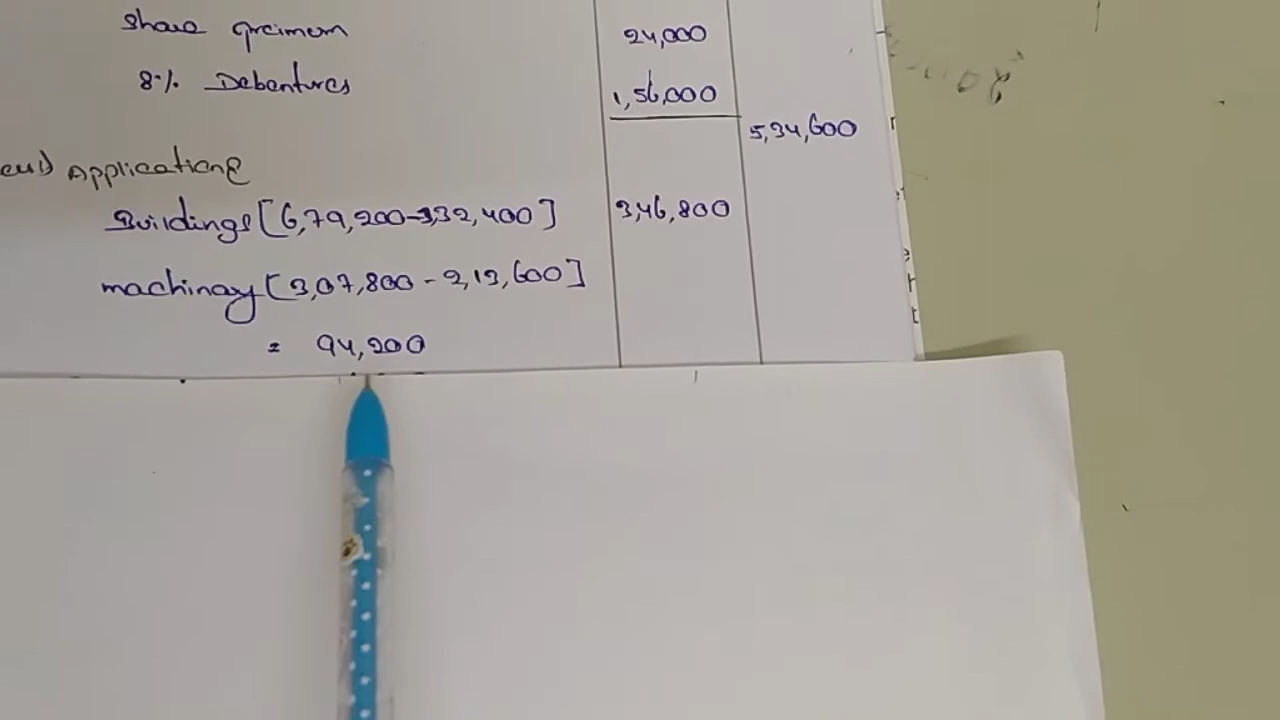 Share premium 24,000
8% Debentures 1,56,000
5,34,600
Applications
Buildings [6,79,200-3,32,400] 3,46,800
machinary [3,07,800 - 2,13,600]
= 94,200